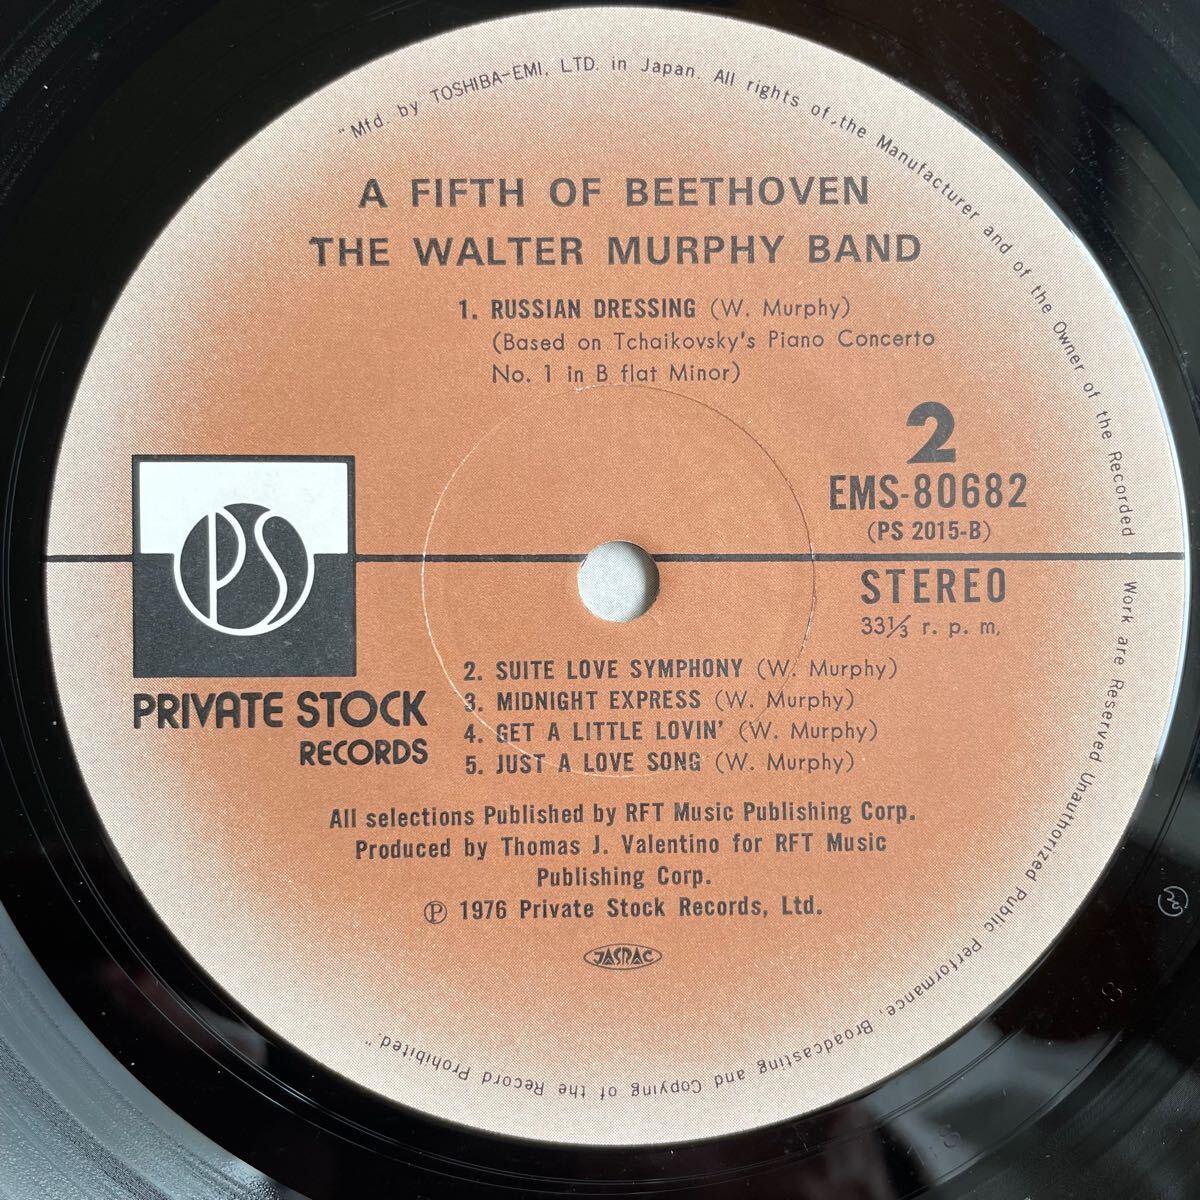 "Mfd. by TOSHIBA-EMI, LTD. in Japan. All rights of the Manufacturer and of the Owner of the Recorded Work are Reserved Unauthorized Public Performance, Broadcasting and Copying of the Record Prohibited."
A FIFTH OF BEETHOVEN
THE WALTER MURPHY BAND
1. RUSSIAN DRESSING (W. Murphy)
(Based on Tchaikovsky's Piano Concerto
No. 1 in B flat Minor)
2
EMS-80682
(PS 2015-B)
STEREO
33⅓ r. p. m.
PS
PRIVATE STOCK
RECORDS
2. SUITE LOVE SYMPHONY (W. Murphy)
3. MIDNIGHT EXPRESS (W. Murphy)
4. GET A LITTLE LOVIN' (W. Murphy)
5. JUST A LOVE SONG (W. Murphy)
All selections Published by RFT Music Publishing Corp.
Produced by Thomas J. Valentino for RFT Music
Publishing Corp.
℗ 1976 Private Stock Records, Ltd.
JASRAC